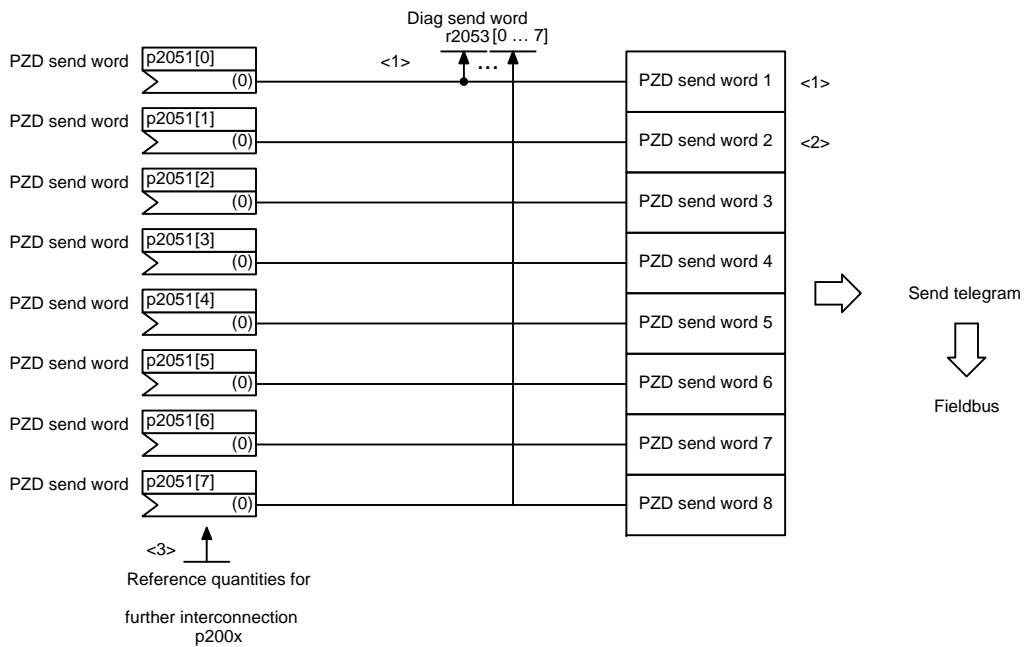 Diag send word
r2053 [0 … 7]
<1>
…
PZD send word
p2051[0]
(0)
PZD send word 1
<1>
PZD send word
p2051[1]
(0)
PZD send word 2
<2>
PZD send word
p2051[2]
(0)
PZD send word 3
PZD send word
p2051[3]
(0)
PZD send word 4
PZD send word
p2051[4]
(0)
PZD send word 5
PZD send word
p2051[5]
(0)
PZD send word 6
PZD send word
p2051[6]
(0)
PZD send word 7
PZD send word
p2051[7]
(0)
PZD send word 8
Send telegram
Fieldbus
<3>
Reference quantities for
further interconnection
p200x